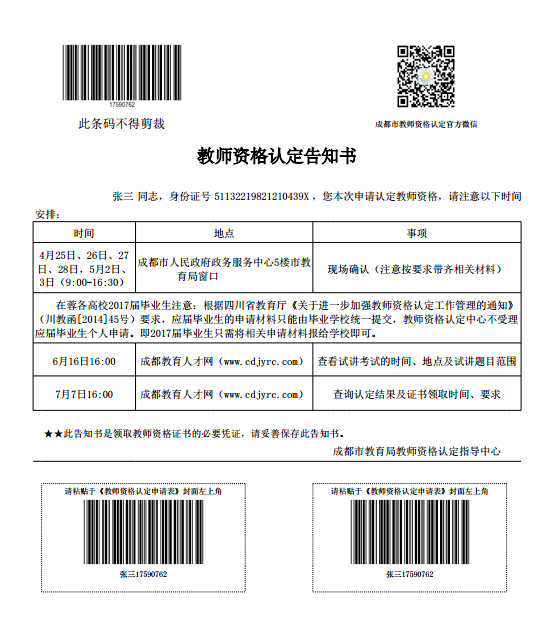 17590762
此条码不得剪裁
成都市教师资格认定官方微信
教师资格认定告知书
张三 同志，身份证号 51132219821210439X ，您本次申请认定教师资格，请注意以下时间
安排：
时间 地点 事项
4月25日、26日、27
日、28日，5月2日、
3日（9:00-16:30）
成都市人民政府政务服务中心5楼市教
育局窗口
现场确认（注意按要求带齐相关材料）
在蓉各高校2017届毕业生注意：根据四川省教育厅《关于进一步加强教师资格认定工作管理的通知》
（川教函[2014]45号）要求，应届毕业生的申请材料只能由毕业学校统一提交，教师资格认定中心不受理
应届毕业生个人申请。即2017届毕业生只需将相关申请材料报给学校即可。
6月16日16:00 成都教育人才网（www.cdjyrc.com） 查看试讲考试的时间、地点及试讲题目范围
7月7日16:00 成都教育人才网（www.cdjyrc.com） 查询认定结果及证书领取时间、要求
★★此告知书是领取教师资格证书的必要凭证，请妥善保存此告知书。
成都市教育局教师资格认定指导中心
请粘贴于《教师资格认定申请表》封面左上角
张三17590762
请粘贴于《教师资格认定申请表》封面左上角
张三17590762